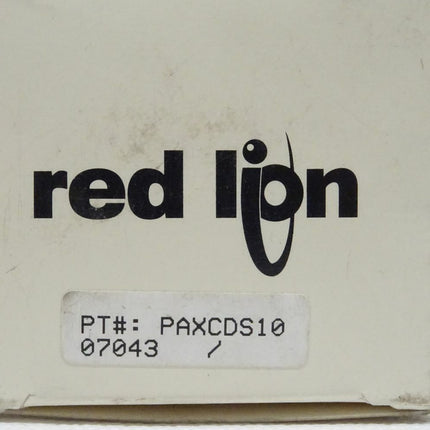 red lion
PT#: PAXCDS10
07043 /